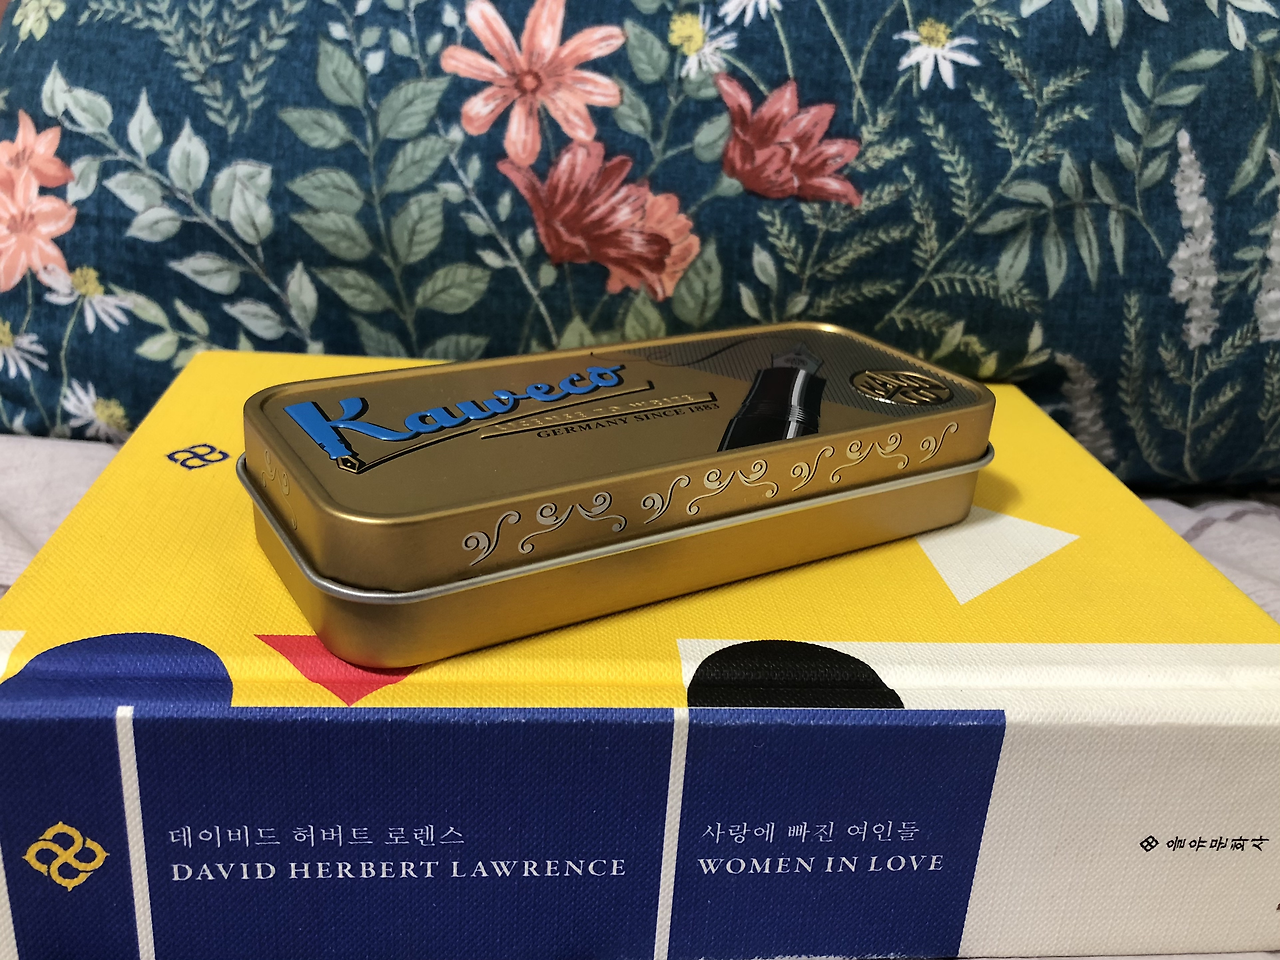 Kaweco
GERMANY SINCE 1883
데이비드 허버트 로렌스
DAVID HERBERT LAWRENCE
사랑에 빠진 여인들
WOMEN IN LOVE
을유문화사